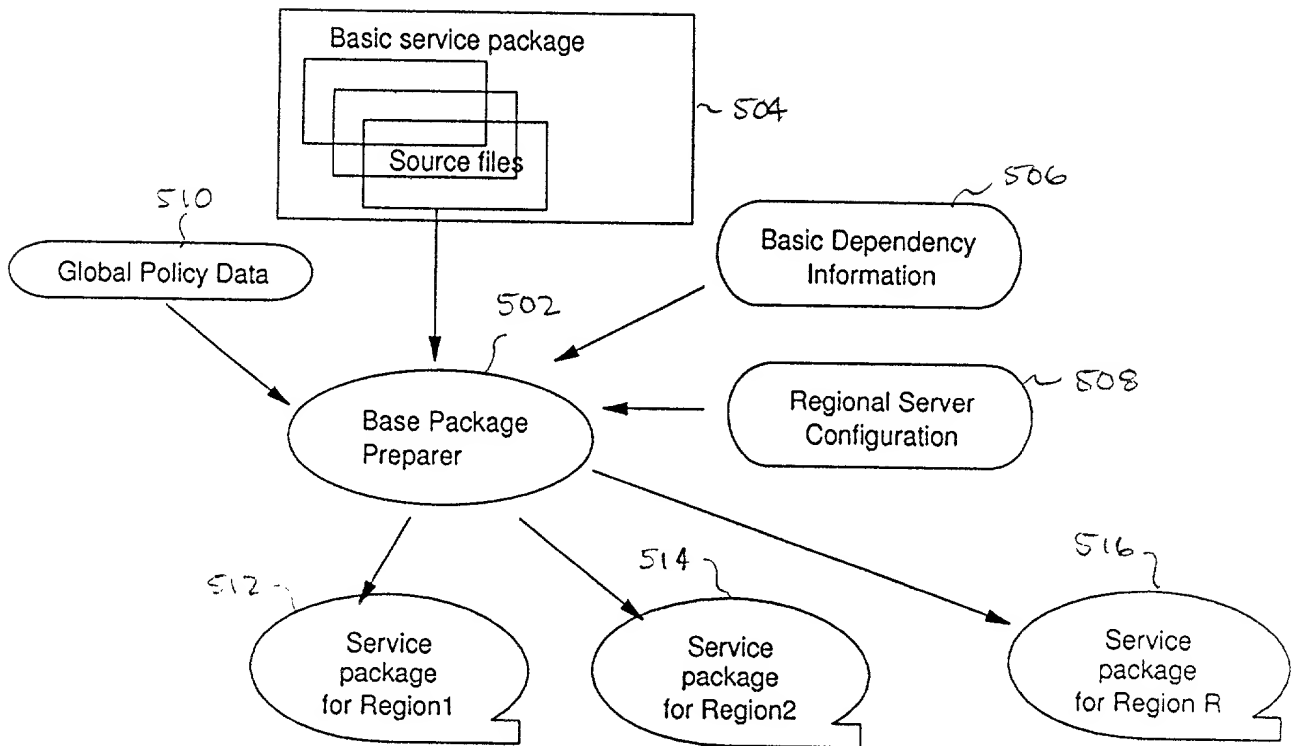 Basic service package
504
Source files
506
510
Basic Dependency
Information
Global Policy Data
502
508
Regional Server
Configuration
Base Package
Preparer
512
514
516
Service
package
for Region1
Service
package
for Region2
Service
package
for Region R